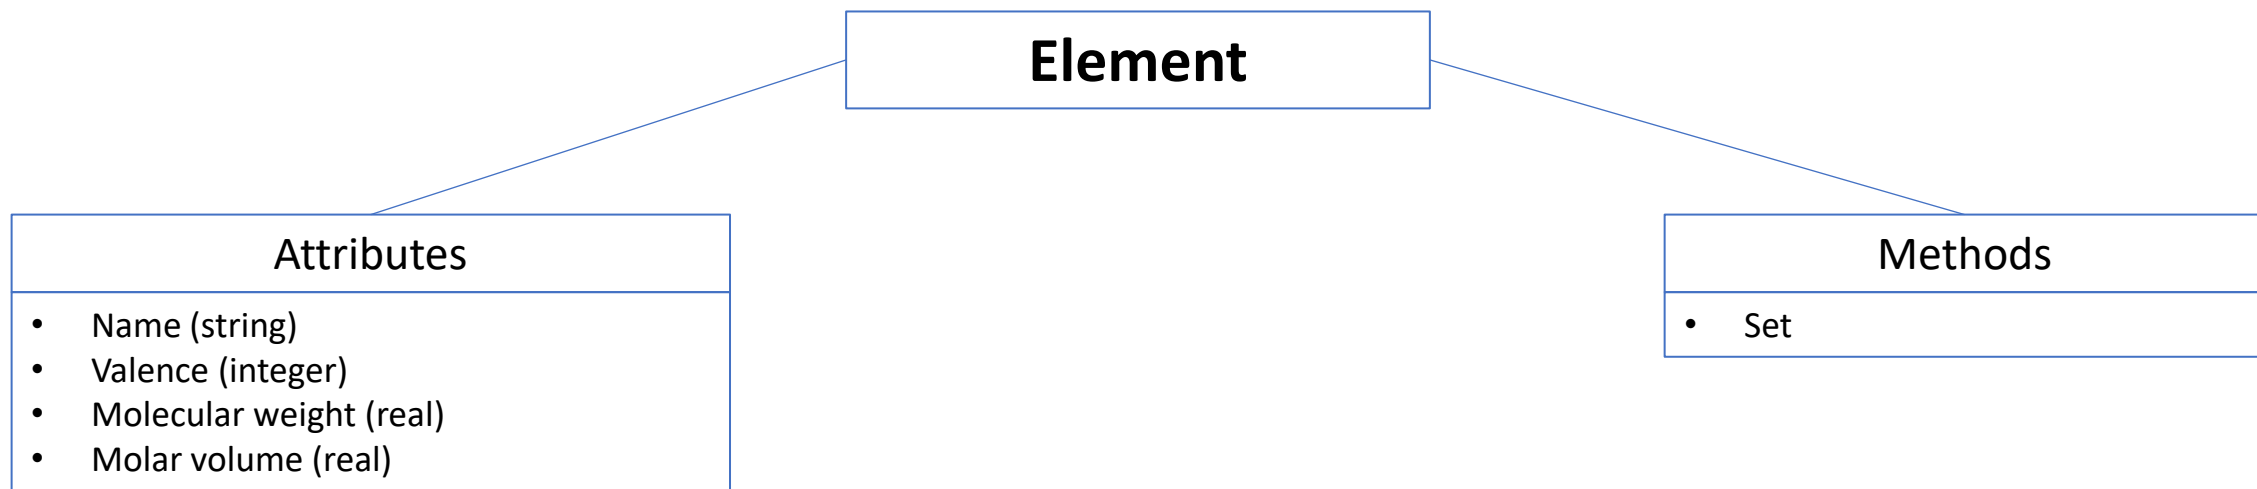 Element
Attributes
• Name (string)
• Valence (integer)
• Molecular weight (real)
• Molar volume (real)
Methods
• Set